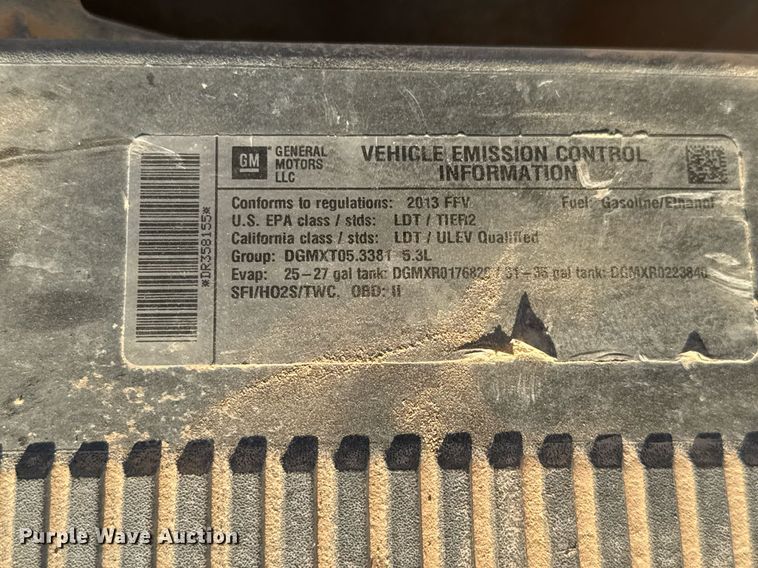 GM GENERAL MOTORS LLC
VEHICLE EMISSION CONTROL INFORMATION
Conforms to regulations: 2013 FFV Fuel: Gasoline/Ethanol
U.S. EPA class / stds: LDT / TIER2
California class / stds: LDT / ULEV Qualified
Group: DGMXT05.3381 5.3L
Evap: 25-27 gal tank: DGMXR0176820 / 31-36 gal tank: DGMXR0223840
SFI/HO2S/TWC. OBD: II
*DR358155*
Purple Wave Auction